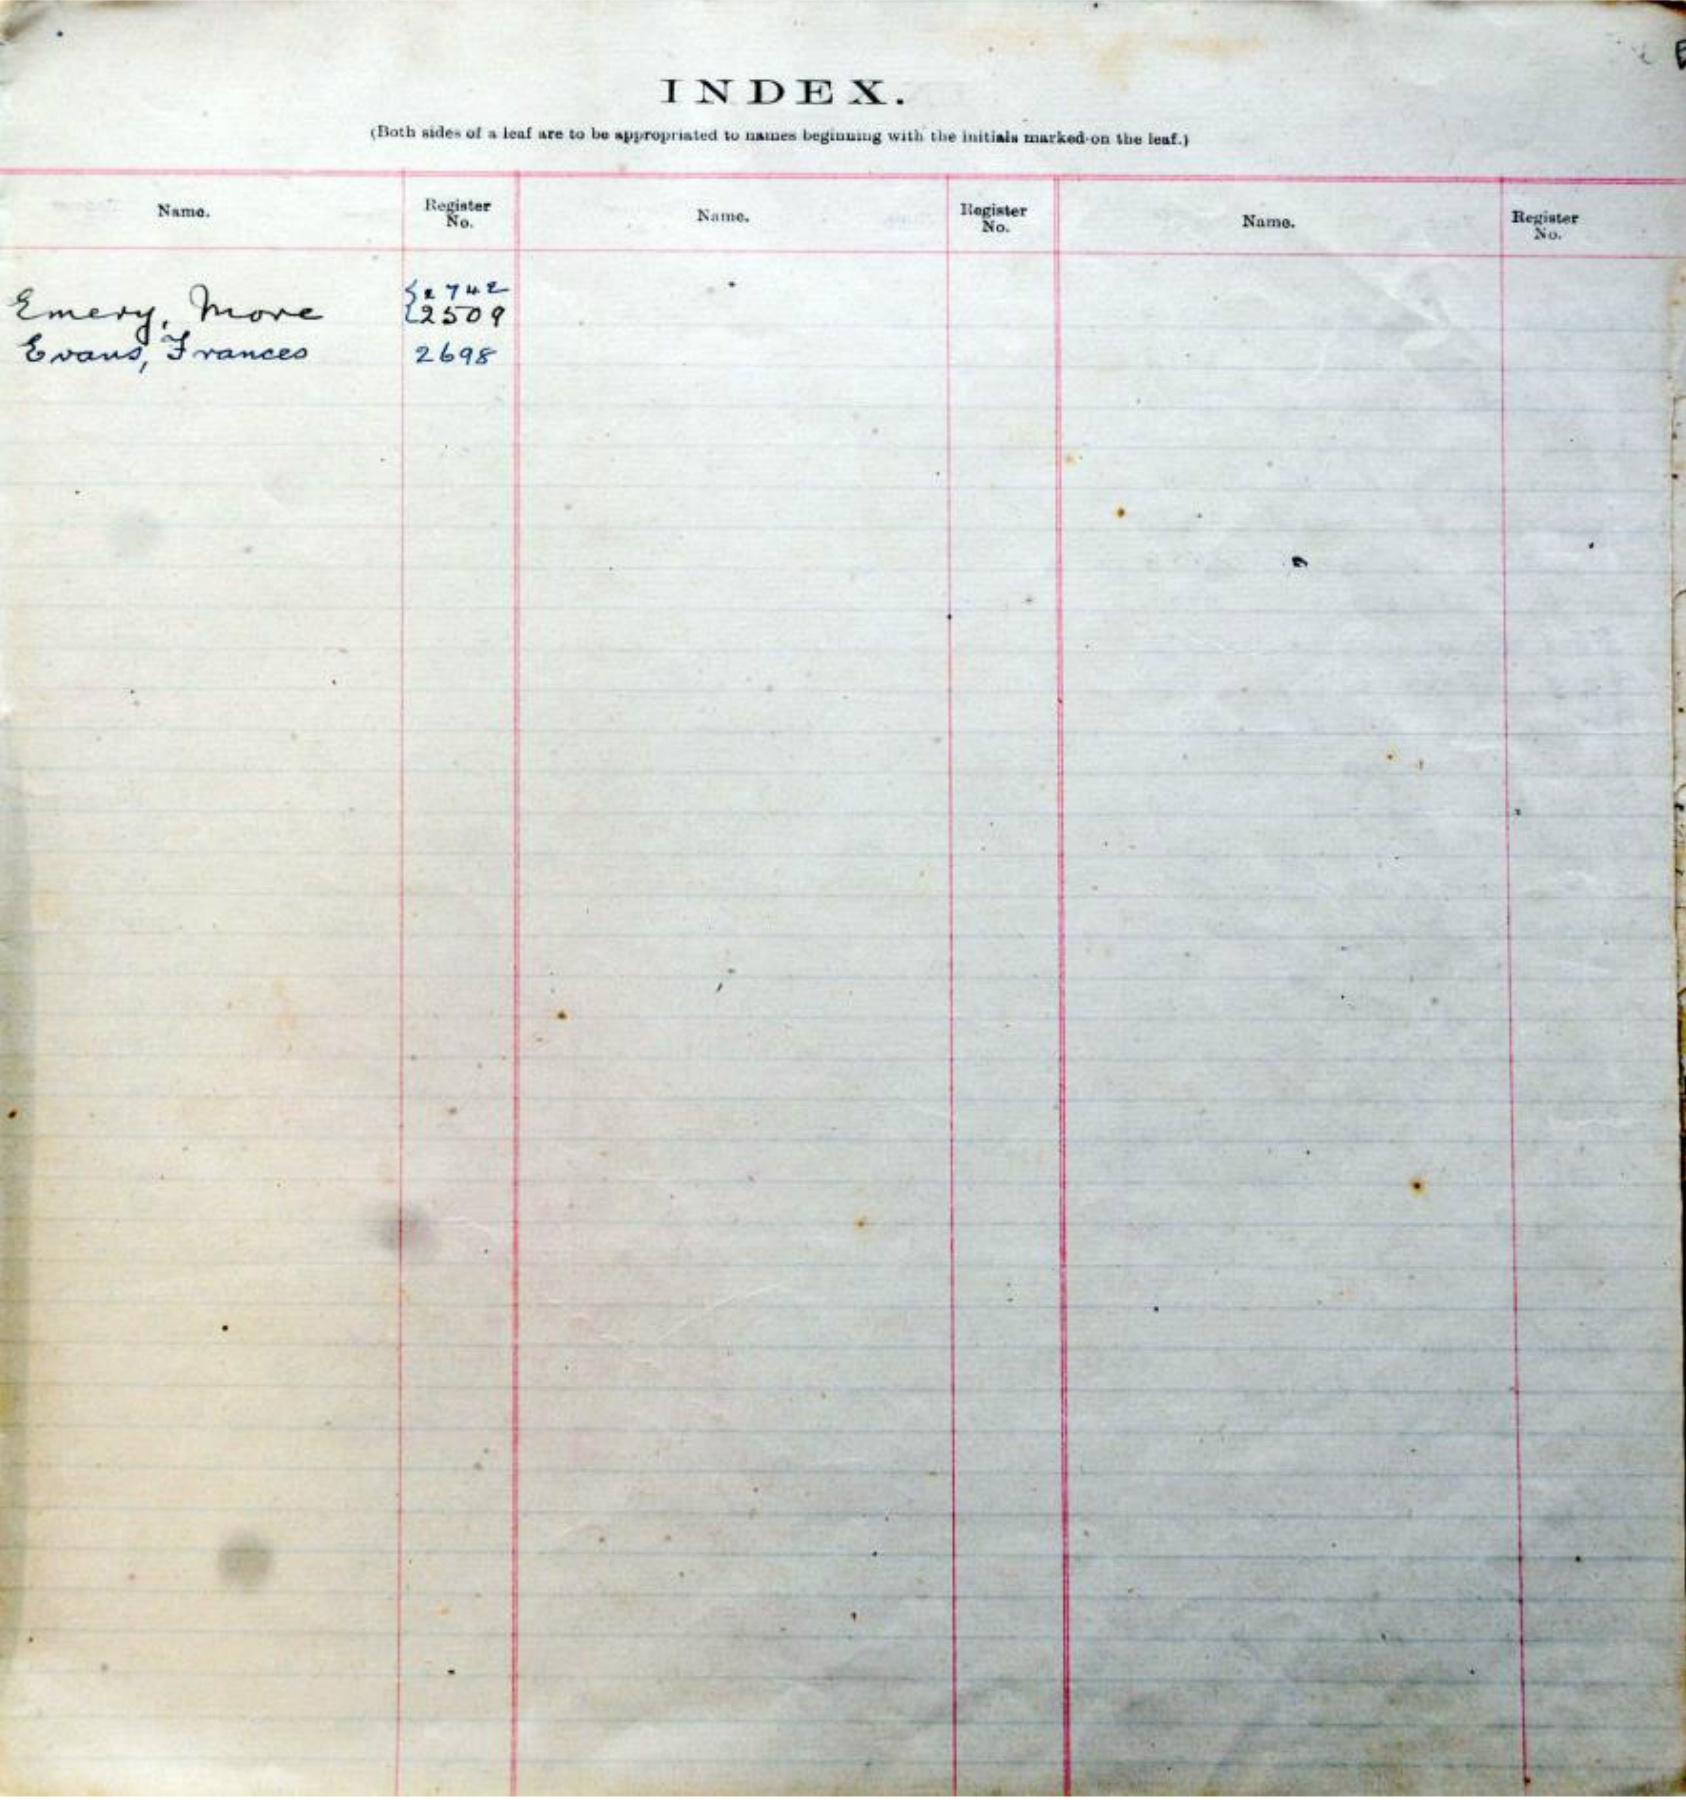 E
INDEX.
(Both sides of a leaf are to be appropriated to names beginning with the initials marked on the leaf.)
Name. Register No. Name. Register No. Name. Register No.
2742
Emery, More 2509
Evans, Frances 2698